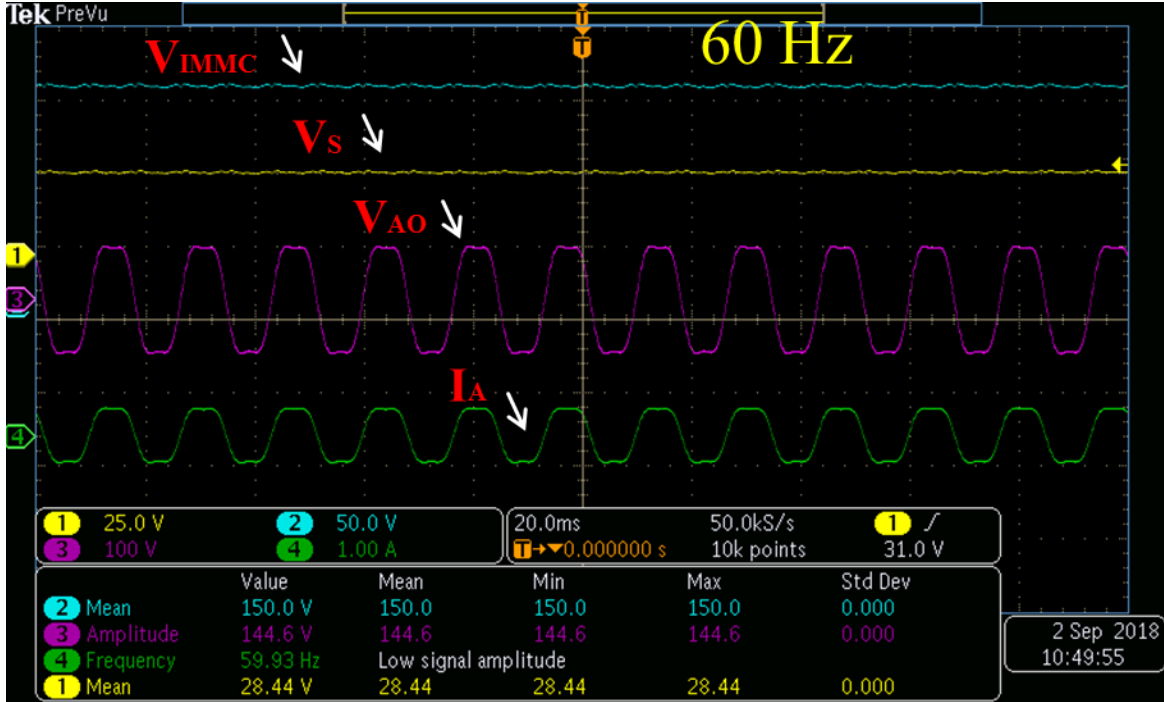 Tek PreVu
T
T
60 Hz
VIMMC
VS
VAO
1
3
IA
4
1 25.0 V 2 50.0 V
3 100 V 4 1.00 A
20.0ms 50.0kS/s 1
T→▼0.000000 s 10k points 31.0 V
Value Mean Min Max Std Dev
2 Mean 150.0 V 150.0 150.0 150.0 0.000
3 Amplitude 144.6 V 144.6 144.6 144.6 0.000
4 Frequency 59.93 Hz Low signal amplitude
1 Mean 28.44 V 28.44 28.44 28.44 0.000
2 Sep 2018
10:49:55